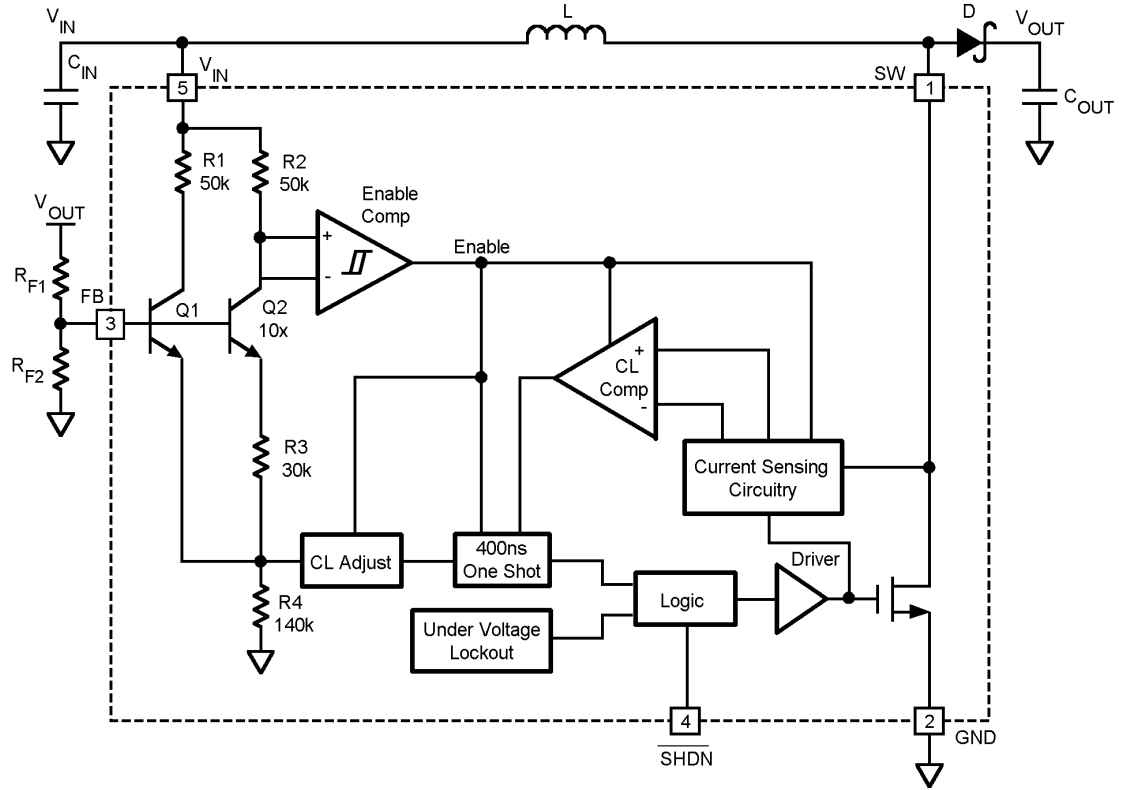 VIN
L
D
VOUT
CIN
VIN
SW
5
1
COUT
R1
50k
R2
50k
Enable
Comp
VOUT
+
-
Enable
RF1
FB
3
Q1
Q2
10x
RF2
+
CL
Comp
-
R3
30k
Current Sensing
Circuitry
CL Adjust
400ns
One Shot
Driver
R4
140k
Logic
Under Voltage
Lockout
4
2
SHDN
GND